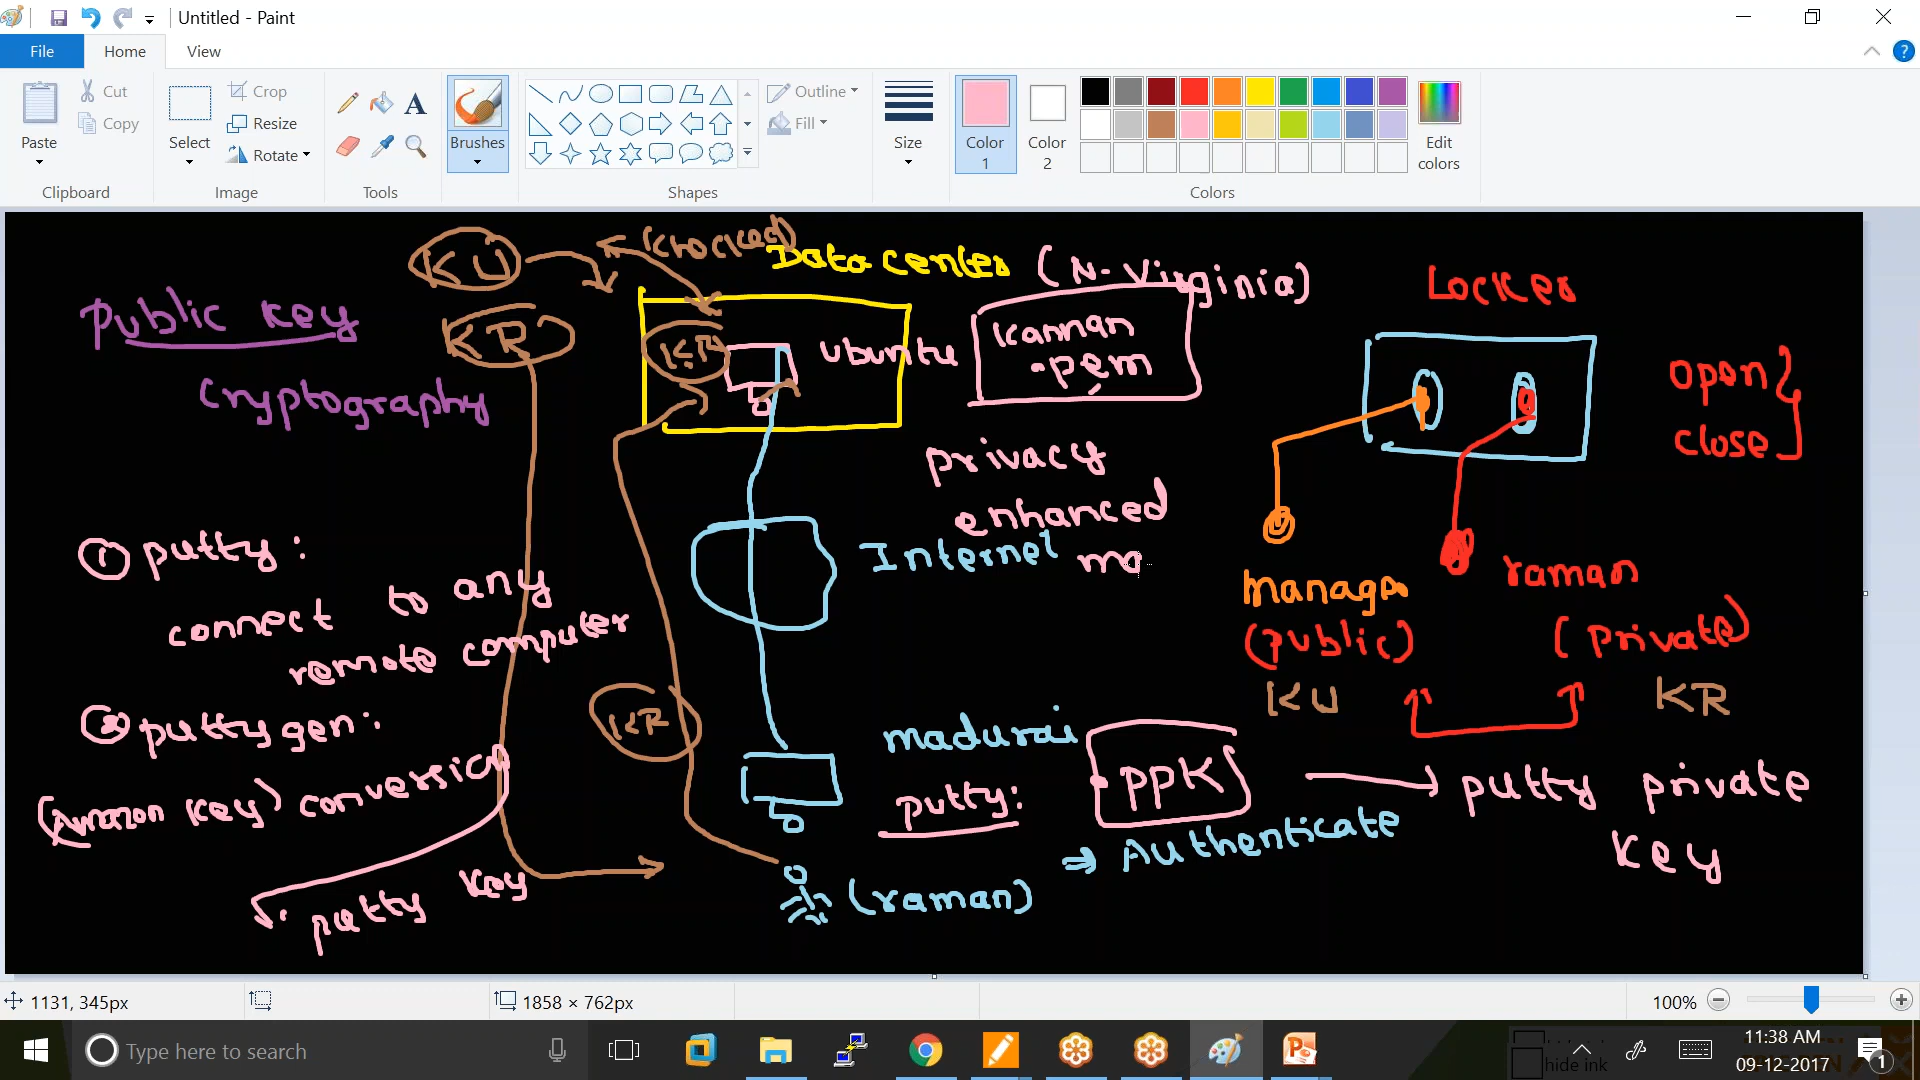 Untitled - Paint
File
Home
View
Paste
Cut
Copy
Clipboard
Select
Crop
Resize
Rotate
Image
Tools
Brushes
Shapes
Outline
Fill
Size
Color
1
Color
2
Edit
colors
Colors
KU
Data center (N-Virginia)
public key
cryptography
KR
KR
ubuntu
kannan
.pem
Locker
open
close
privacy
enhanced
ma
Internet
① putty:
connect to any
remote computer
② putty gen:
(Amazon key) conversion
putty key
KR
madurai
putty:
PPK
putty private
key
⇒ Authenticate
(raman)
(public)
KU
raman
(private)
KR
1131, 345px
1858 × 762px
100%
Type here to search
hide ink
11:38 AM
09-12-2017
1